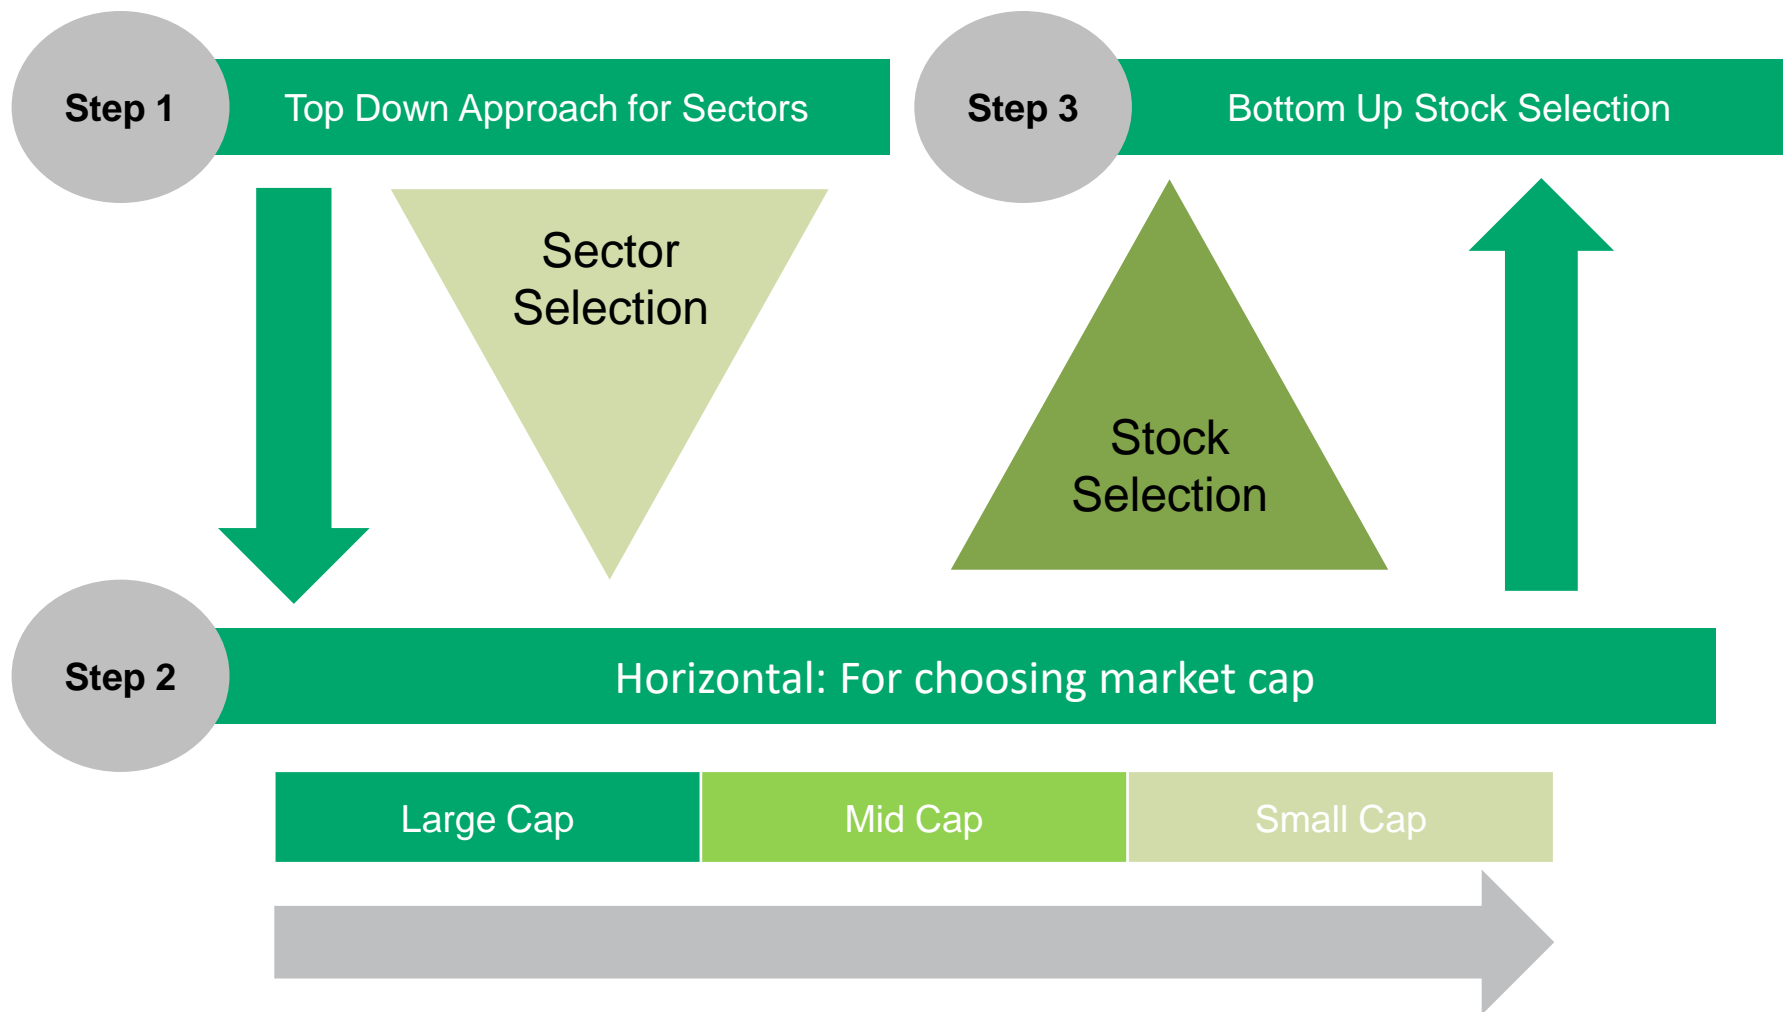 Step 1
Top Down Approach for Sectors
Sector
Selection
Step 2
Horizontal: For choosing market cap
Large Cap
Mid Cap
Small Cap
Step 3
Bottom Up Stock Selection
Stock
Selection